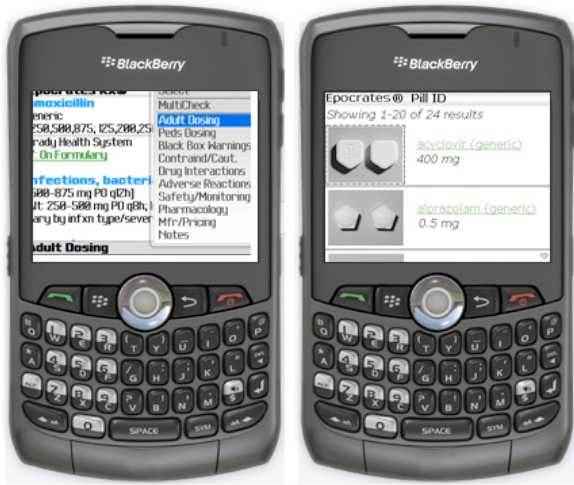 BlackBerry
Select
moxicillin
MultiCheck
eneric
Adult Dosing
250,500,875; 125,200,25
Peds Dosing
rady Health System
Black Box Warnings
: On Formulary
Contraind/Caut.
Drug Interactions
nfections, bacteri
Adverse Reactions
500-875 mg PO q12h]
Safety/Monitoring
lt: 250-500 mg PO q8h;
Pharmacology
ary by infxn type/sever
Mfr/Pricing
Notes
Adult Dosing
SPACE
SYM
BlackBerry
Epocrates® Pill ID
Showing 1-20 of 24 results
acyclovir (generic)
400 mg
alprazolam (generic)
0.5 mg
SPACE
SYM